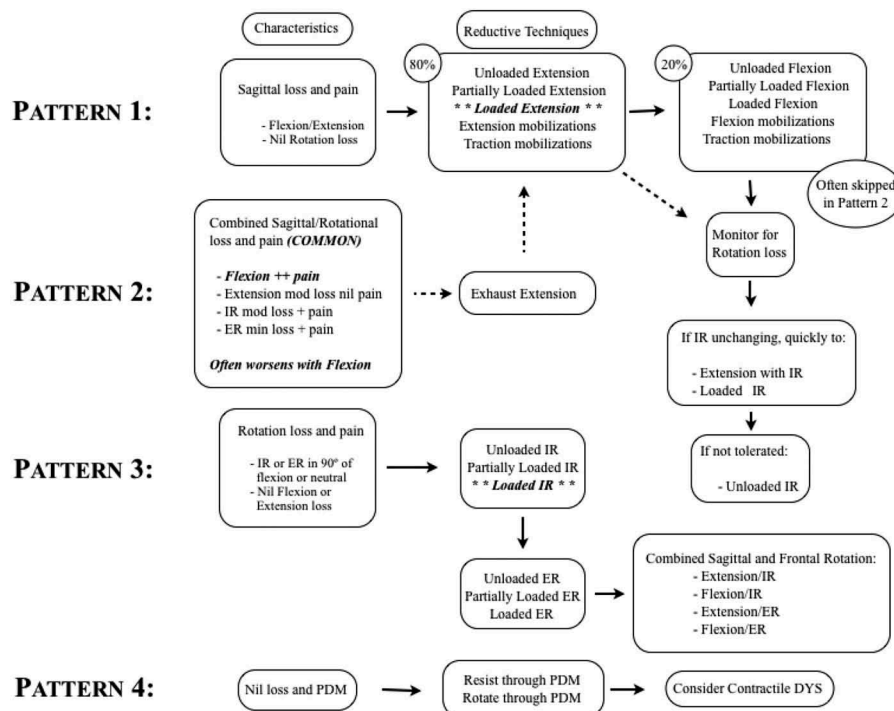 Characteristics
Reductive Techniques
PATTERN 1:
Sagittal loss and pain
- Flexion/Extension
- Nil Rotation loss
80%
Unloaded Extension
Partially Loaded Extension
* * Loaded Extension * *
Extension mobilizations
Traction mobilizations
20%
Unloaded Flexion
Partially Loaded Flexion
Loaded Flexion
Flexion mobilizations
Traction mobilizations
Often skipped
in Pattern 2
PATTERN 2:
Combined Sagittal/Rotational
loss and pain (COMMON)
- Flexion ++ pain
- Extension mod loss nil pain
- IR mod loss + pain
- ER min loss + pain
Often worsens with Flexion
Exhaust Extension
Monitor for
Rotation loss
If IR unchanging, quickly to:
- Extension with IR
- Loaded IR
If not tolerated:
- Unloaded IR
PATTERN 3:
Rotation loss and pain
- IR or ER in 90º of
flexion or neutral
- Nil Flexion or
Extension loss
Unloaded IR
Partially Loaded IR
* * Loaded IR * *
Unloaded ER
Partially Loaded ER
Loaded ER
Combined Sagittal and Frontal Rotation:
- Extension/IR
- Flexion/IR
- Extension/ER
- Flexion/ER
PATTERN 4:
Nil loss and PDM
Resist through PDM
Rotate through PDM
Consider Contractile DYS